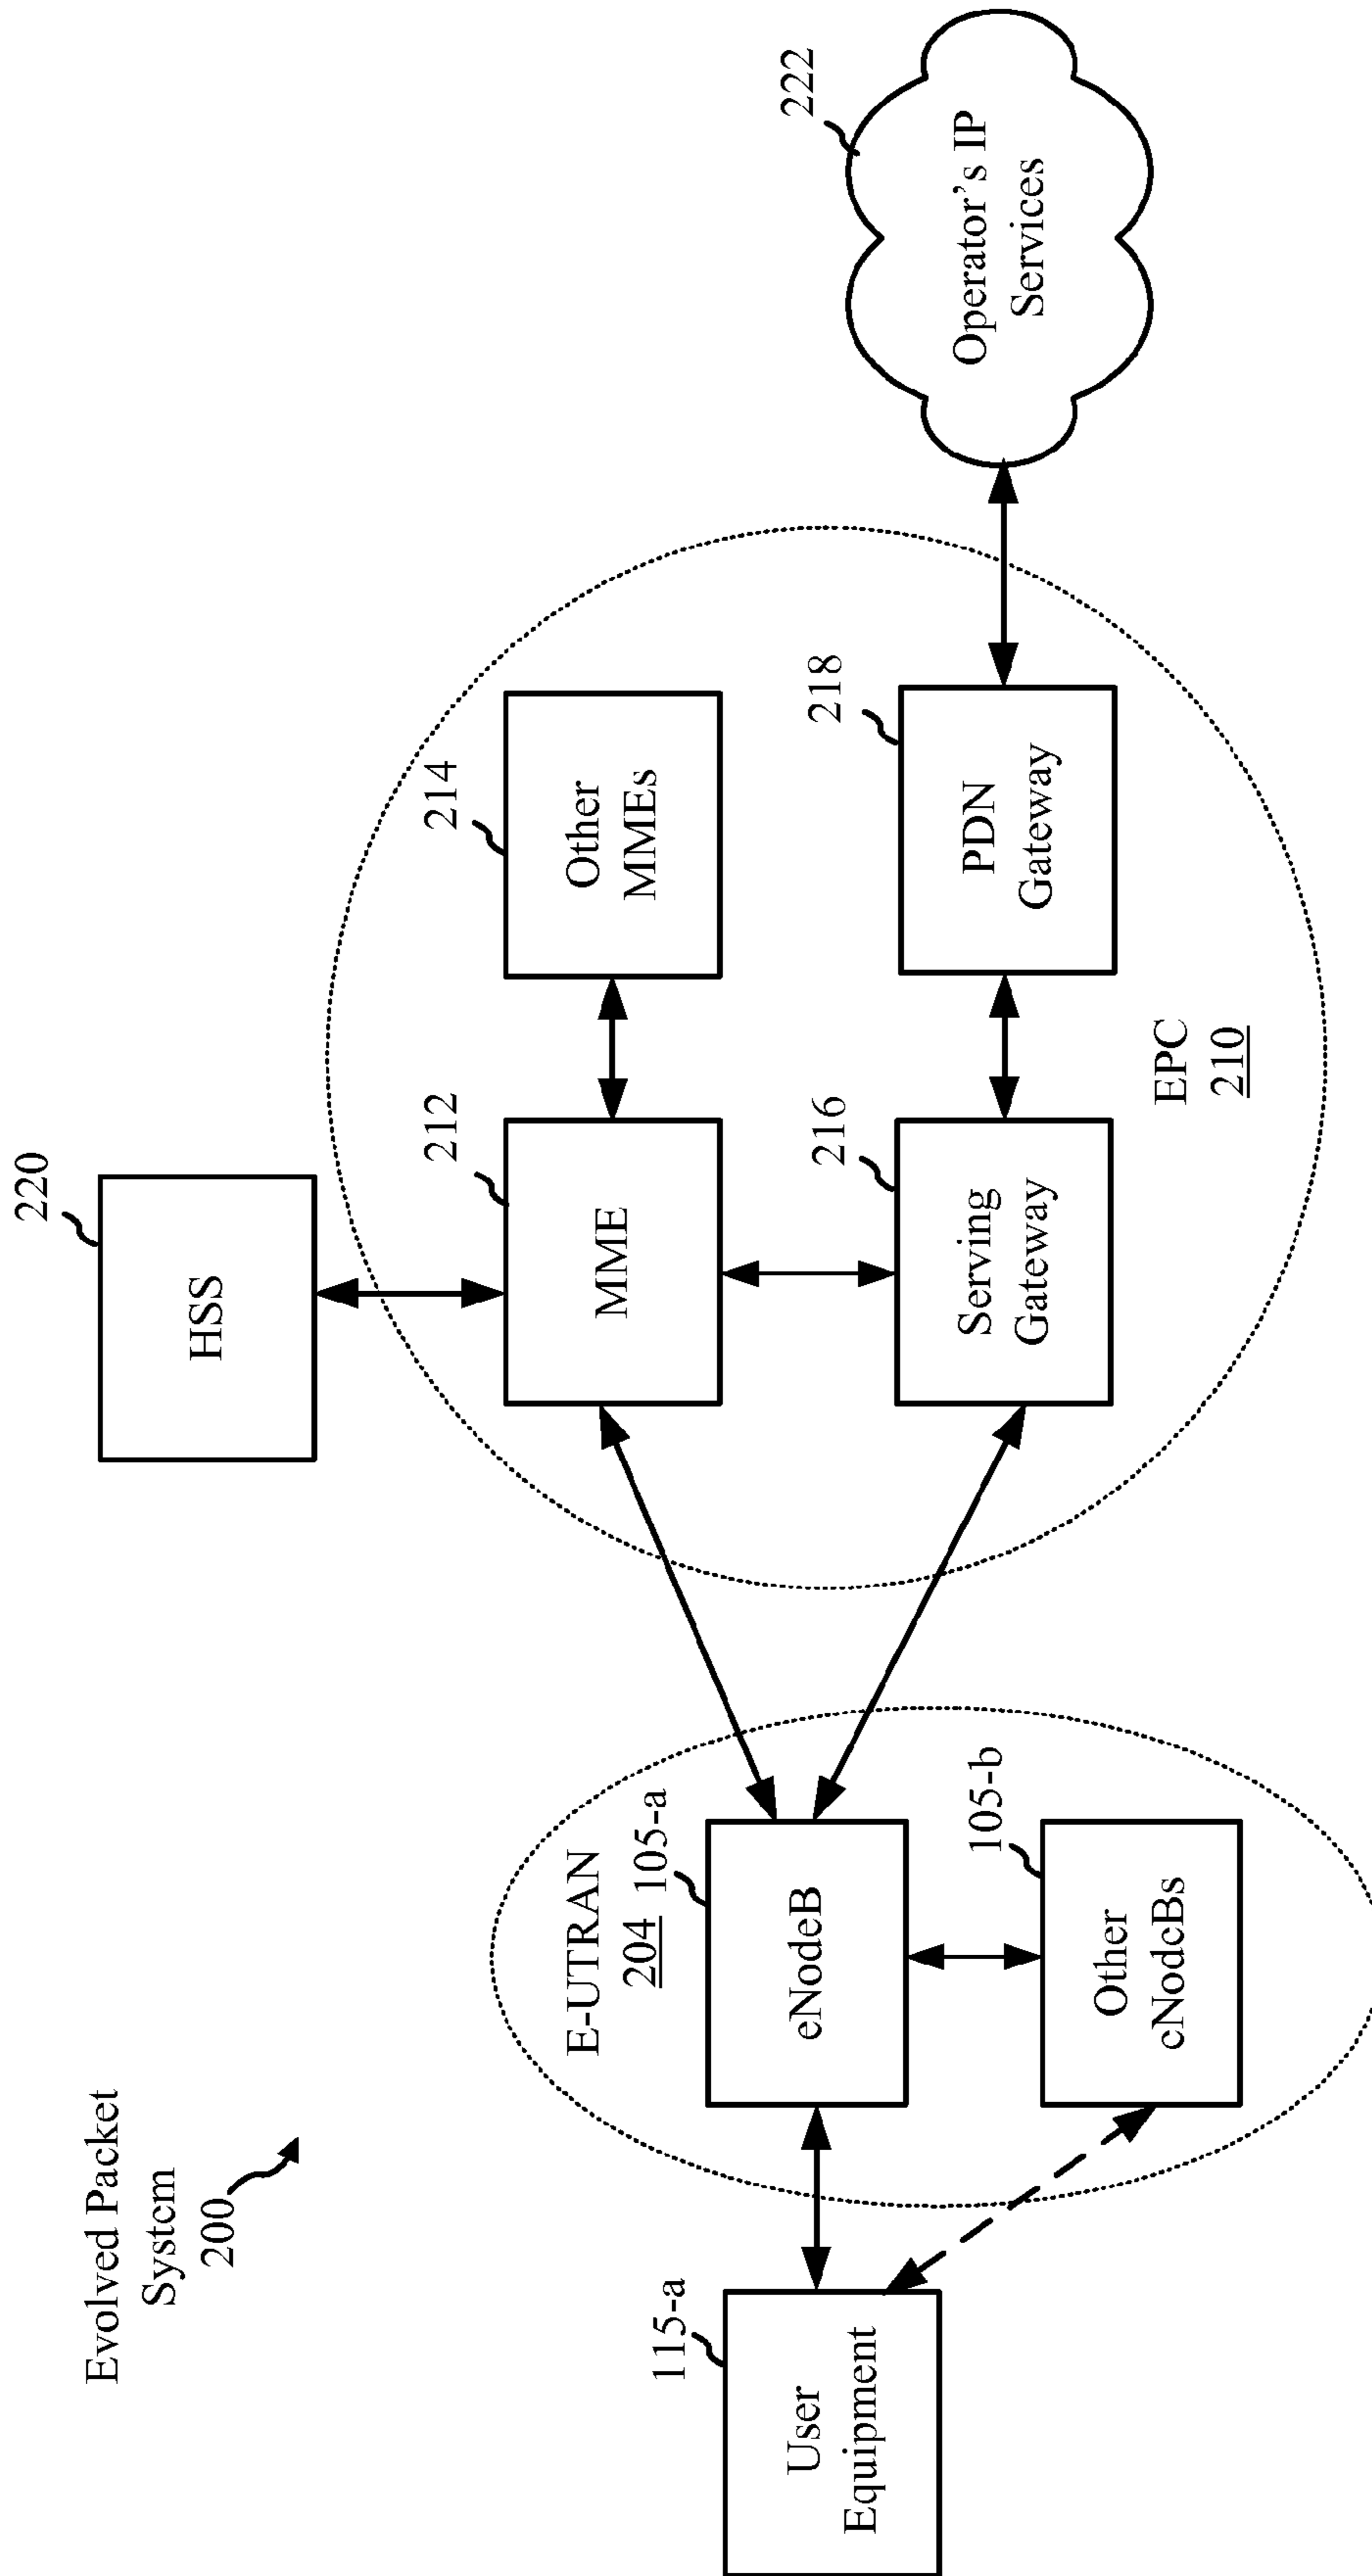 Evolved Packet
System
200
220
HSS
222
Operator's IP
Services
212
MME
214
Other
MMEs
216
Serving
Gateway
218
PDN
Gateway
EPC
210
E-UTRAN
204
105-a
eNodeB
105-b
Other
eNodeBs
115-a
User
Equipment